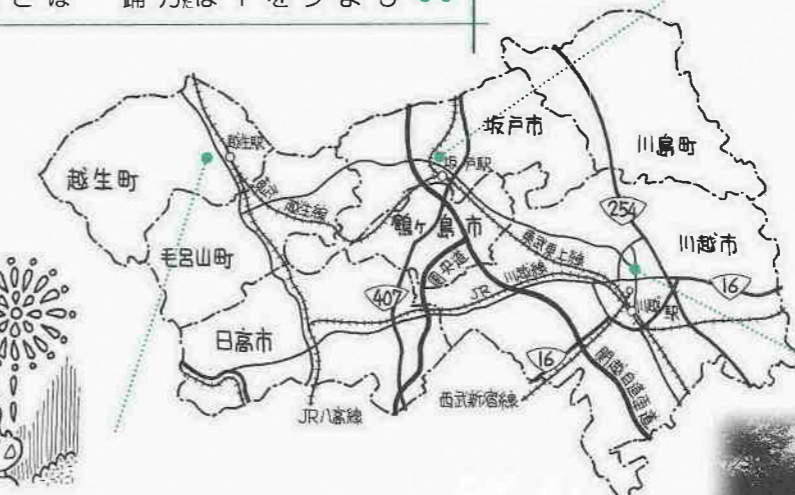 越生町
越生駅
東武
越生線
毛呂山町
日高市
JR八高線
坂戸市
坂戸駅
鶴ヶ島市
圏央道
407
JR
川越線
東武東上線
川島町
254
川越市
16
川越駅
16
関越自動車道
西武新宿線